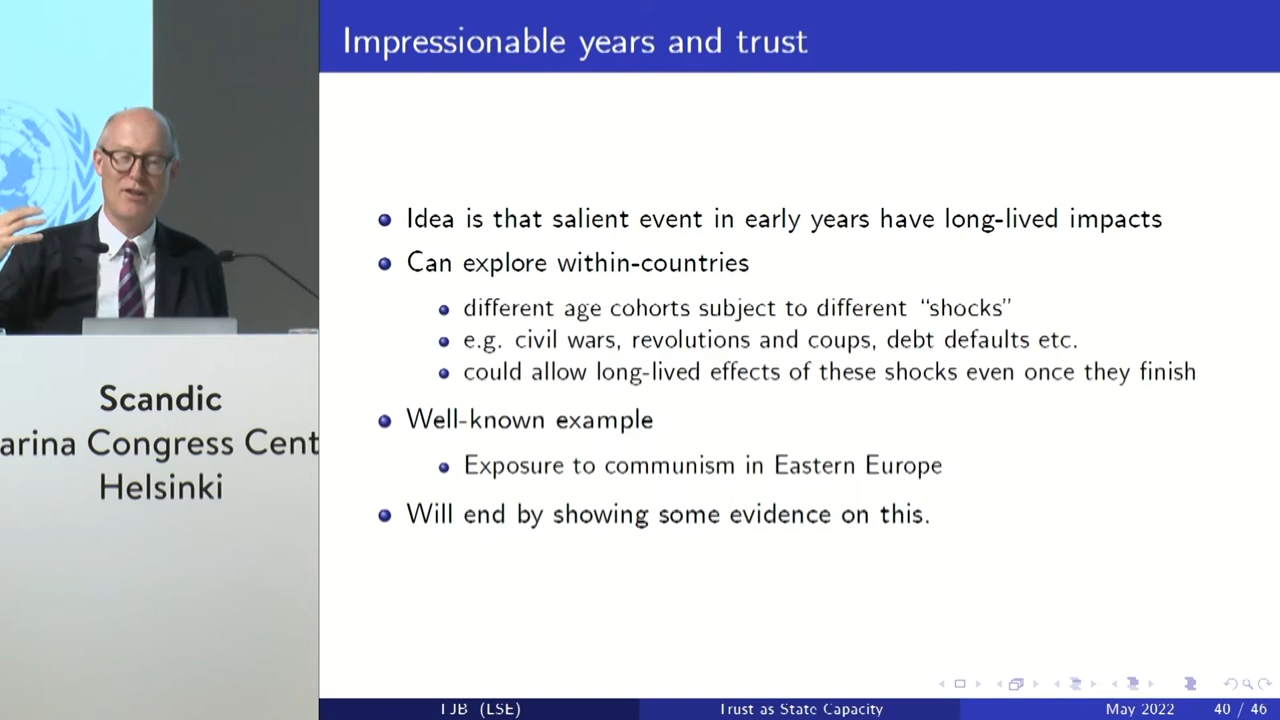 Impressionable years and trust
Idea is that salient event in early years have long-lived impacts
Can explore within-countries
different age cohorts subject to different “shocks”
e.g. civil wars, revolutions and coups, debt defaults etc.
could allow long-lived effects of these shocks even once they finish
Well-known example
Exposure to communism in Eastern Europe
Will end by showing some evidence on this.
TJB (LSE)
Trust as State Capacity
May 2022
40 / 46
Scandic
arina Congress Cent
Helsinki